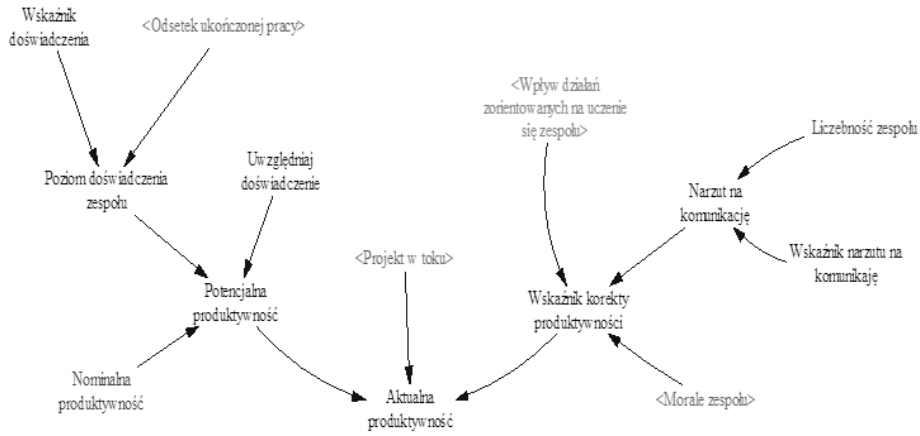 Wskaźnik
doświadczenia
<Odsetek ukończonej pracy>
<Wpływ działań
zorientowanych na uczenie
się zespołu>
Liczebność zespołu
Poziom doświadczenia
zespołu
Uwzględniaj
doświadczenie
Narzut na
komunikację
<Projekt w toku>
Wskaźnik narzutu na
komunikaję
Potencjalna
produktywność
Wskaźnik korekty
produktywności
Nominalna
produktywność
Aktualna
produktywność
<Morale zespołu>